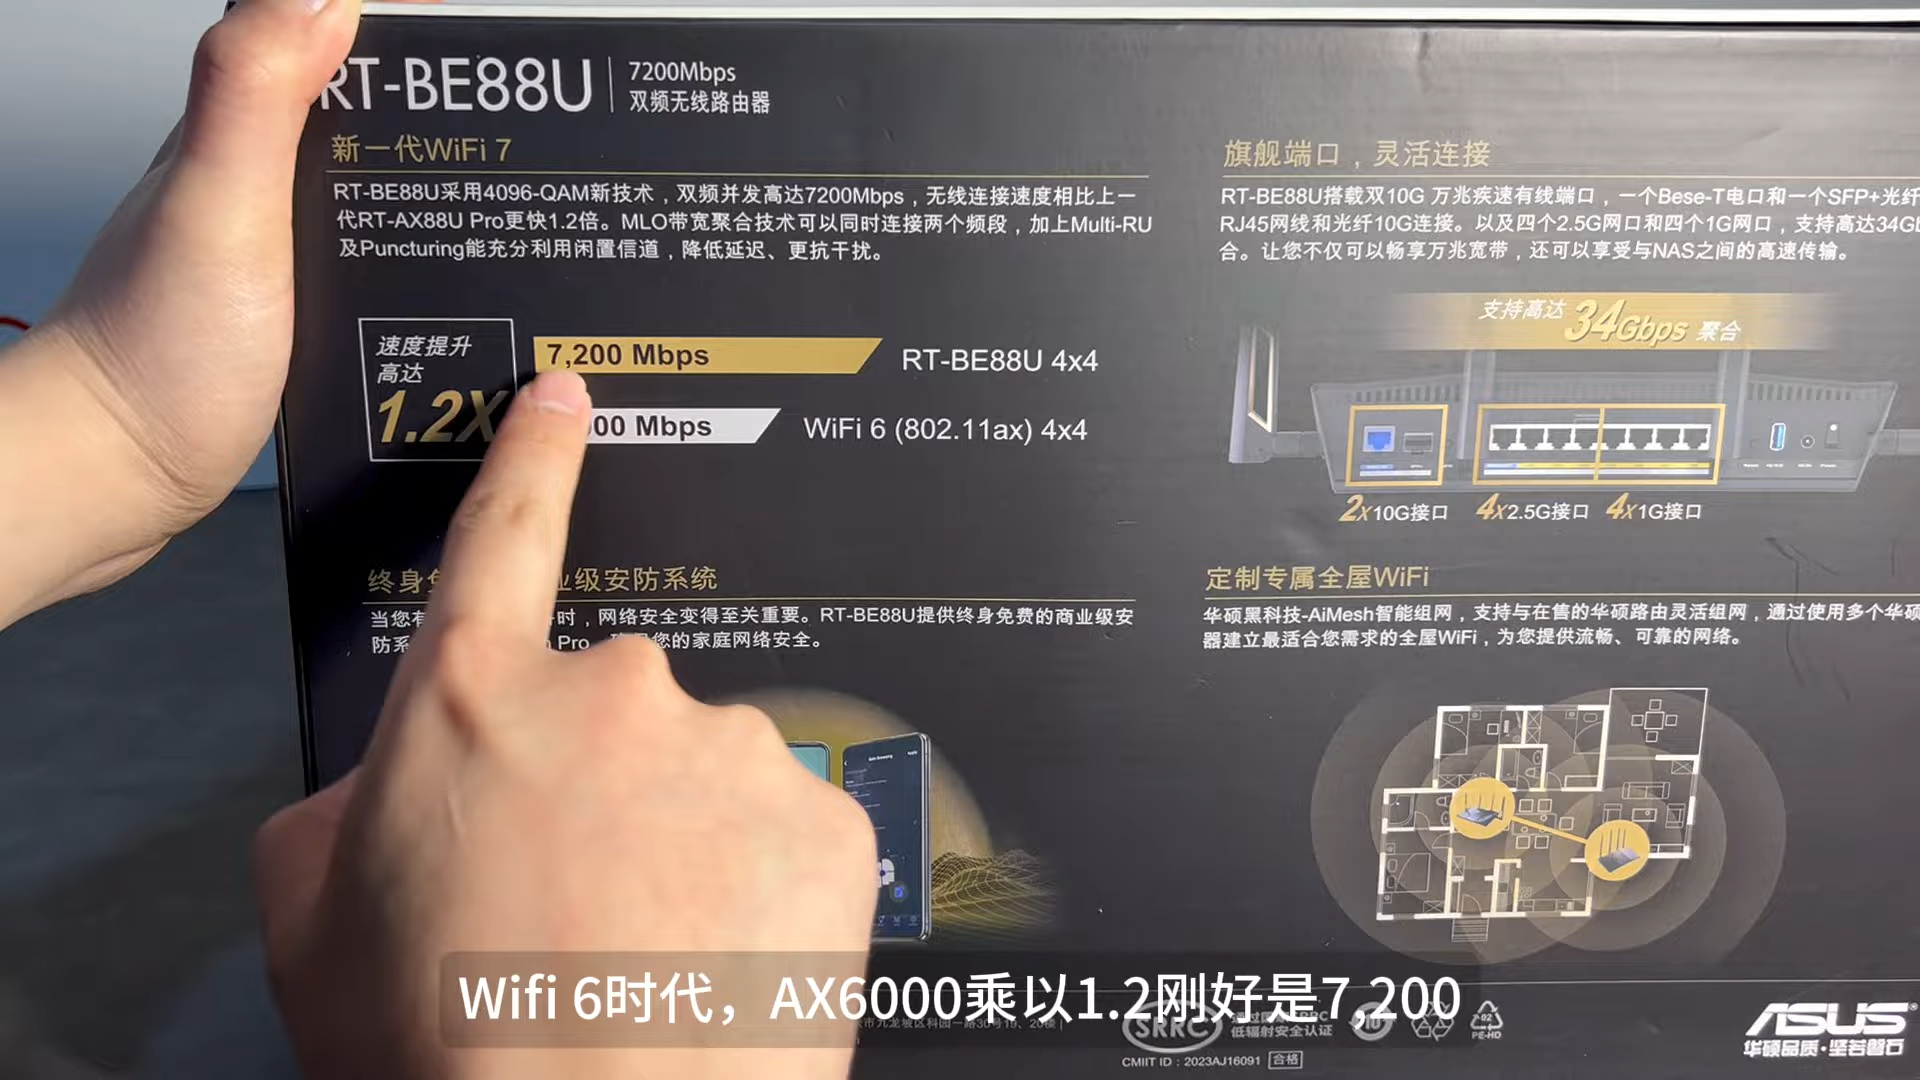 RT-BE88U
7200Mbps
双频无线路由器
新一代WiFi 7
RT-BE88U采用4096-QAM新技术，双频并发高达7200Mbps，无线连接速度相比上一
代RT-AX88U Pro更快1.2倍。MLO带宽聚合技术可以同时连接两个频段，加上Multi-RU
及Puncturing能充分利用闲置信道，降低延迟、更抗干扰。
速度提升
高达
1.2X
7,200 Mbps
RT-BE88U 4x4
00 Mbps
WiFi 6 (802.11ax) 4x4
旗舰端口，灵活连接
RT-BE88U搭载双10G 万兆疾速有线端口，一个Bese-T电口和一个SFP+光纤
RJ45网线和光纤10G连接。以及四个2.5G网口和四个1G网口，支持高达34G
合。让您不仅可以畅享万兆宽带，还可以享受与NAS之间的高速传输。
支持高达 34Gbps 聚合
2x10G接口 4x2.5G接口 4x1G接口
终身 业级安防系统
当您有 时，网络安全变得至关重要。RT-BE88U提供终身免费的商业级安
防系 Pro 您的家庭网络安全。
定制专属全屋WiFi
华硕黑科技-AiMesh智能组网，支持与在售的华硕路由灵活组网，通过使用多个华硕
器建立最适合您需求的全屋WiFi，为您提供流畅、可靠的网络。
Wifi 6时代，AX6000乘以1.2刚好是7,200
SRRC
低辐射安全认证
CMIIT ID：2023AJ16091 合格
10
02
PE-HD
ASUS
华硕品质·坚若磐石